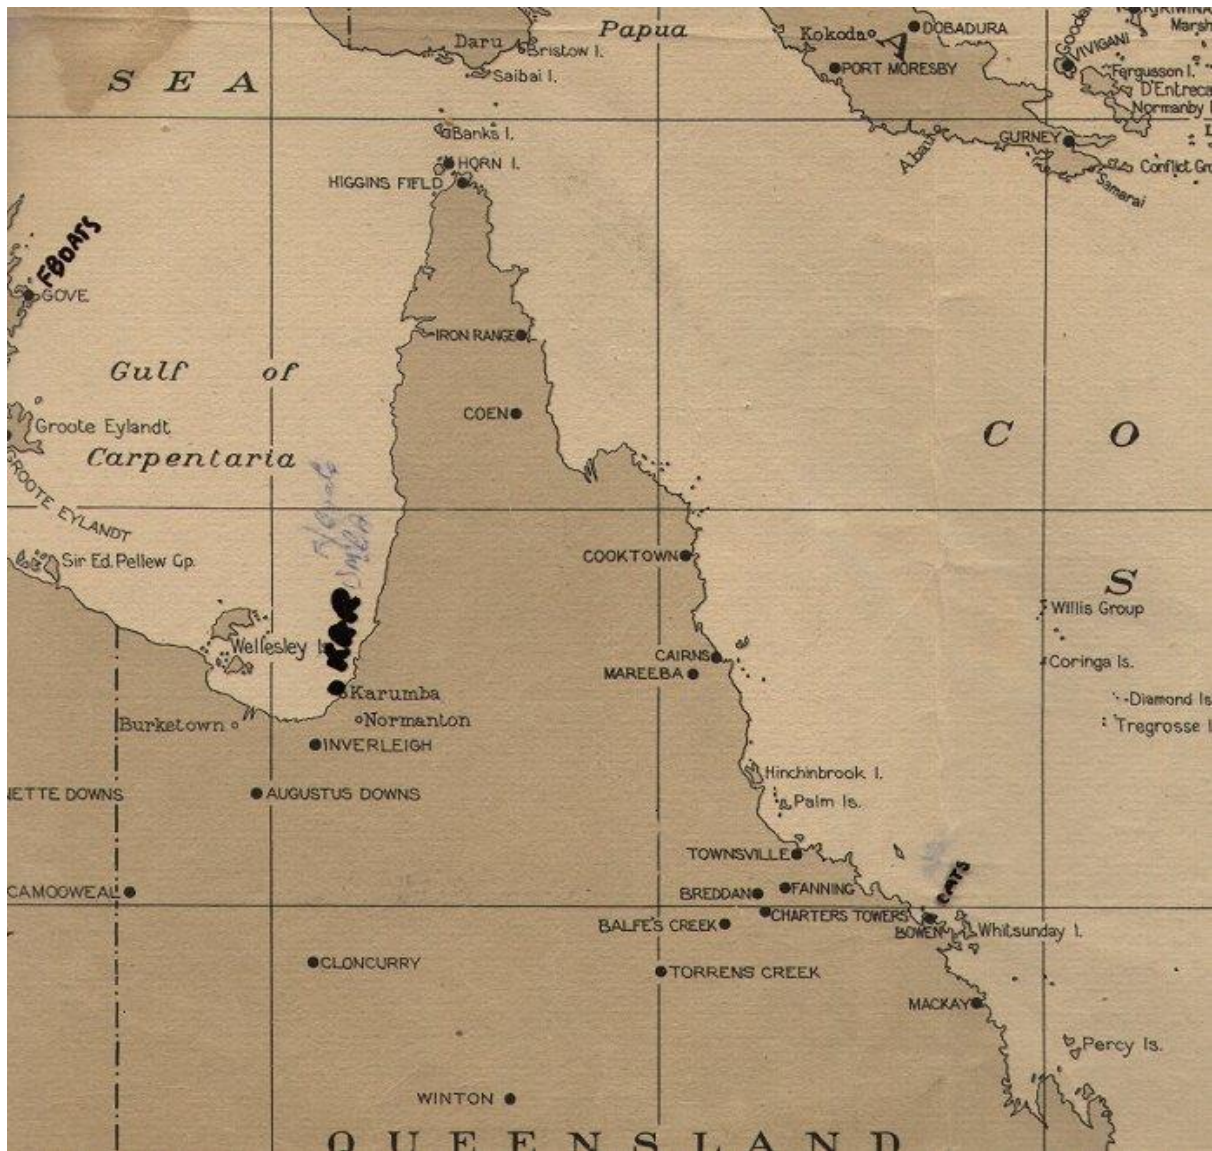 Papua
Kokoda
DOBADURA
Daru
Bristow I.
VIVIGANI
S E A
Saibai I.
PORT MORESBY
Fergusson I.
D'Entreca
Normanby I
Banks I.
GURNEY
Abau
HORN I.
Conflict Gr
HIGGINS FIELD
Samarai
FBOATS
GOVE
IRON RANGE
Gulf of
COEN
Groote Eylandt
C O
Carpentaria
GROOTE EYLANDT
COOKTOWN
Sir Ed. Pellew Gp.
S
KAR
Willis Group
Wellesley Is
CAIRNS
Coringa Is.
MAREEBA
Karumba
Diamond Is
Burketown
Normanton
Tregrosse I
INVERLEIGH
Hinchinbrook I.
NETTE DOWNS
AUGUSTUS DOWNS
Palm Is.
TOWNSVILLE
CATS
CAMOOWEAL
BREDDAN
FANNING
CHARTERS TOWERS
BALFE'S CREEK
BOWEN
Whitsunday I.
CLONCURRY
TORRENS CREEK
MACKAY
Percy Is.
WINTON
QUEENSLAND